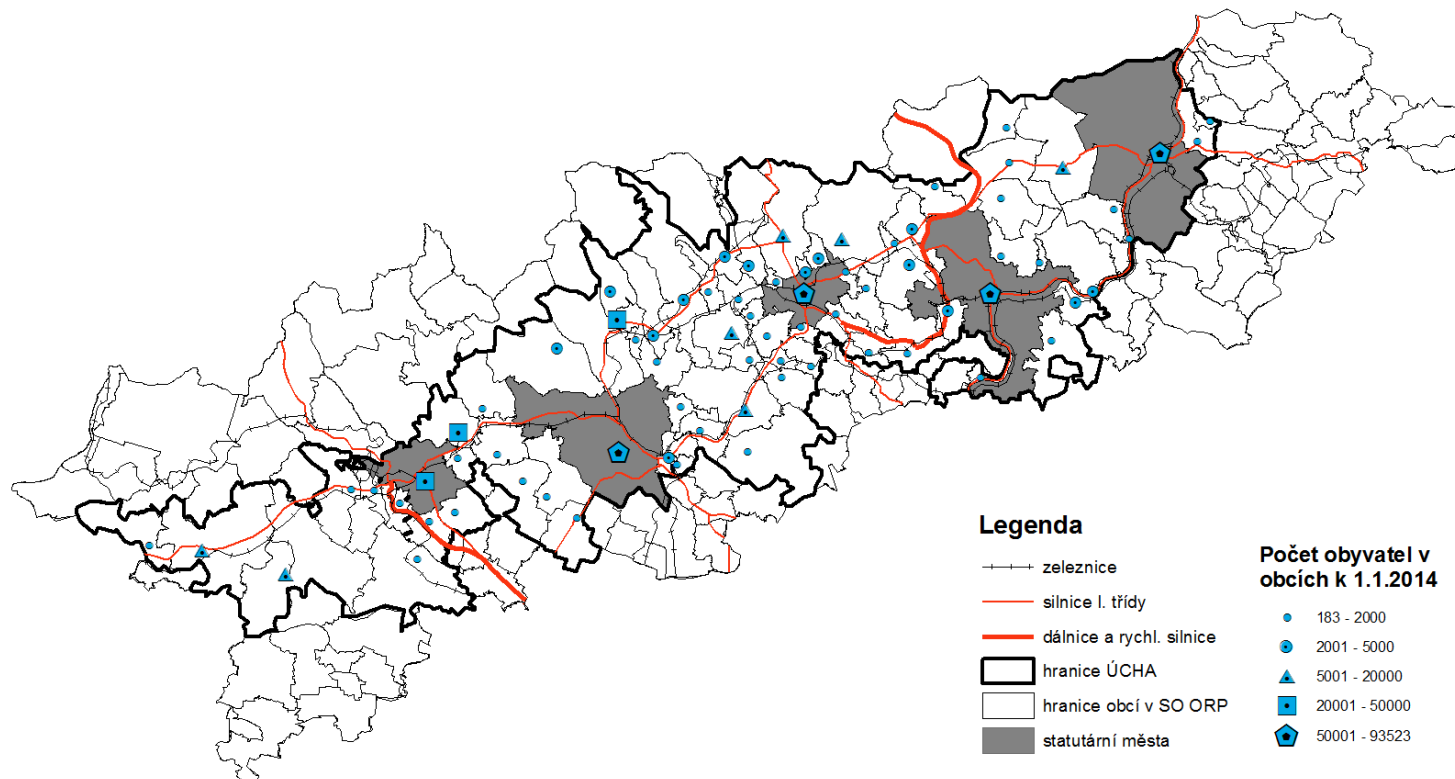 Legenda
zeleznice
silnice I. třídy
dálnice a rychl. silnice
hranice ÚCHA
hranice obcí v SO ORP
statutární města
Počet obyvatel v
obcích k 1.1.2014
183 - 2000
2001 - 5000
5001 - 20000
20001 - 50000
50001 - 93523